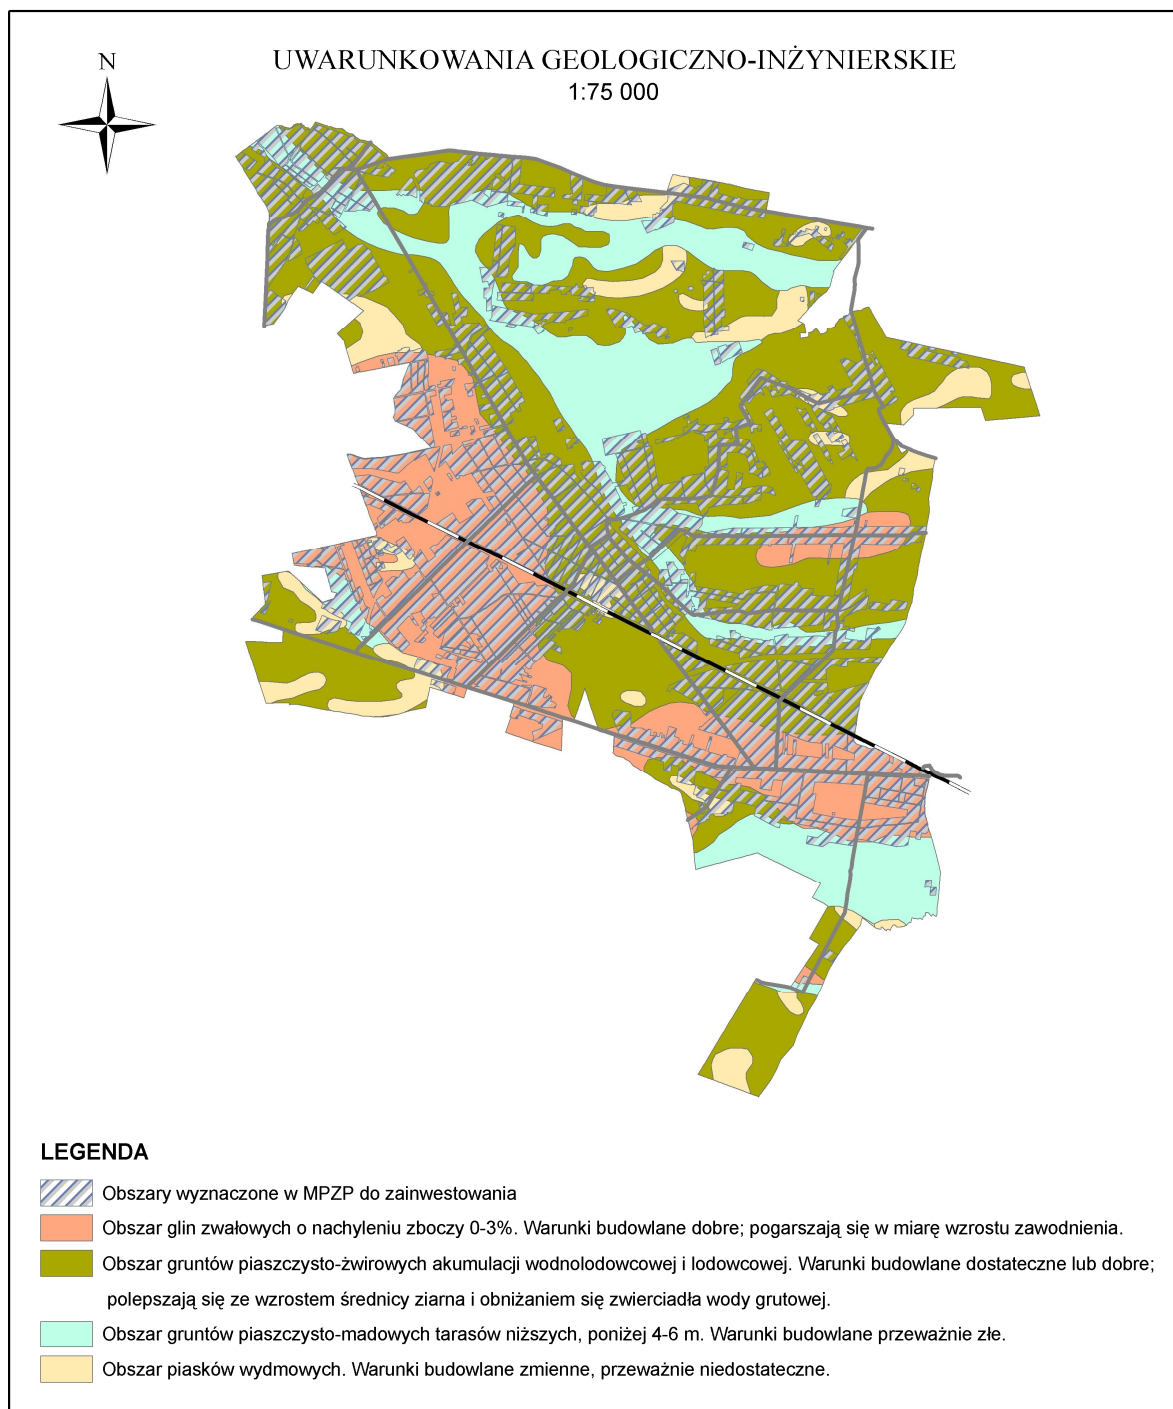 UWARUNKOWANIA GEOLOGICZNO-INŻYNIERSKIE
1:75 000
N
LEGENDA
Obszary wyznaczone w MPZP do zainwestowania
Obszar glin zwałowych o nachyleniu zboczy 0-3%. Warunki budowlane dobre; pogarszają się w miarę wzrostu zawodnienia.
Obszar gruntów piaszczysto-żwirowych akumulacji wodnolodowcowej i lodowcowej. Warunki budowlane dostateczne lub dobre;
polepszają się ze wzrostem średnicy ziarna i obniżaniem się zwierciadła wody grutowej.
Obszar gruntów piaszczysto-madowych tarasów niższych, poniżej 4-6 m. Warunki budowlane przeważnie złe.
Obszar piasków wydmowych. Warunki budowlane zmienne, przeważnie niedostateczne.